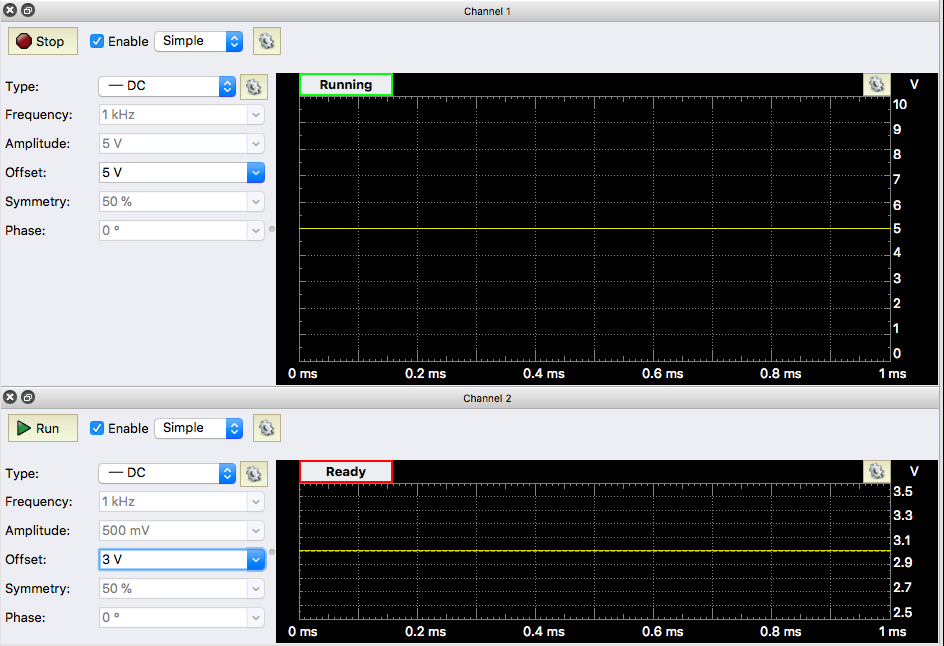 Channel 1
Stop Enable Simple
Type: DC
Frequency: 1 kHz
Amplitude: 5 V
Offset: 5 V
Symmetry: 50 %
Phase: 0 °
Running V
10
9
8
7
6
5
4
3
2
1
0
0 ms 0.2 ms 0.4 ms 0.6 ms 0.8 ms 1 ms
Channel 2
Run Enable Simple
Type: DC
Frequency: 1 kHz
Amplitude: 500 mV
Offset: 3 V
Symmetry: 50 %
Phase: 0 °
Ready V
3.5
3.3
3.1
2.9
2.7
2.5
0 ms 0.2 ms 0.4 ms 0.6 ms 0.8 ms 1 ms